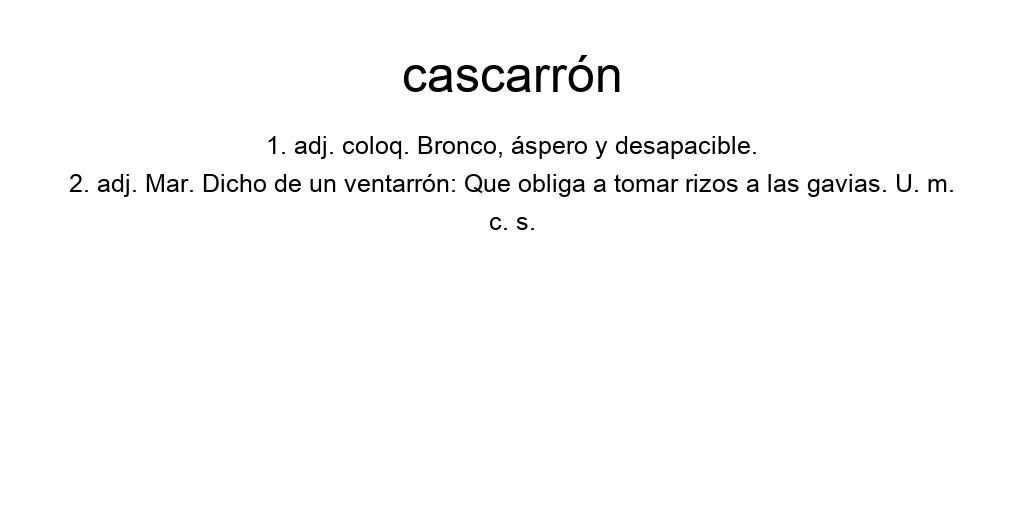 cascarrón
1. adj. coloq. Bronco, áspero y desapacible.
2. adj. Mar. Dicho de un ventarrón: Que obliga a tomar rizos a las gavias. U. m.
c. s.